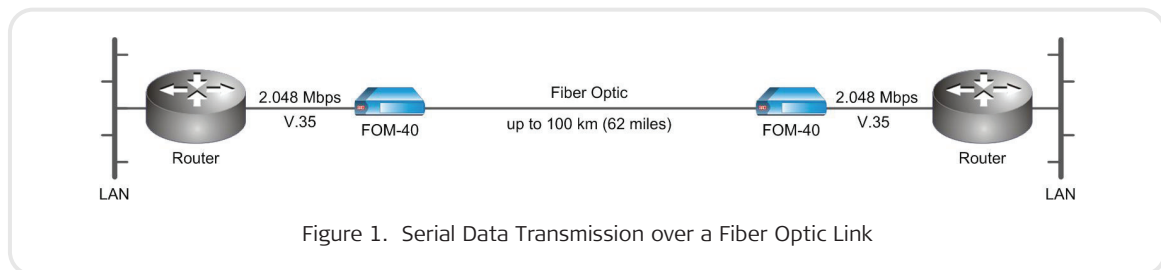 2.048 Mbps
V.35
Router
LAN
FOM-40
Fiber Optic
up to 100 km (62 miles)
FOM-40
2.048 Mbps
V.35
Router
LAN
Figure 1. Serial Data Transmission over a Fiber Optic Link